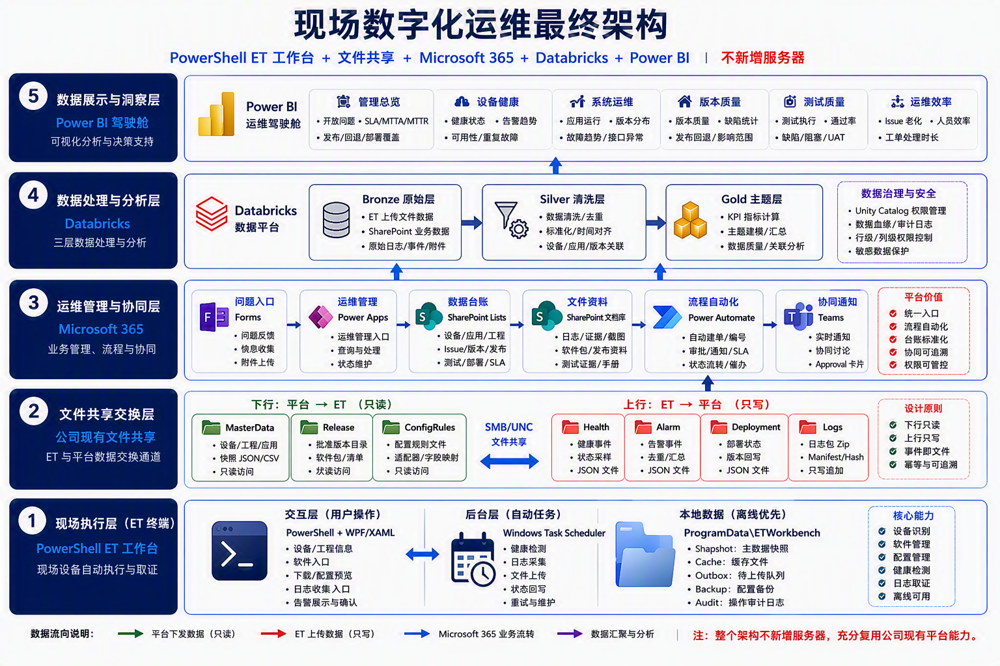 现场数字化运维最终架构
PowerShell ET 工作台 + 文件共享 + Microsoft 365 + Databricks + Power BI | 不新增服务器
5
数据展示与洞察层
Power BI 驾驶舱
可视化分析与决策支持
Power BI
运维驾驶舱
管理总览
• 开放问题 • SLA/MTTA/MTTR
• 发布/回退/部署覆盖
设备健康
• 健康状态 • 告警趋势
• 可用性/重复故障
系统运维
• 应用运行 • 版本分布
• 故障趋势/接口异常
版本质量
• 版本质量 • 缺陷统计
• 发布回退/影响范围
测试质量
• 测试执行 • 通过率
• 缺陷/阻塞/UAT
运维效率
• Issue 老化 • 人员效率
• 工单处理时长
4
数据处理与分析层
Databricks
三层数据处理与分析
Databricks
数据平台
Bronze 原始层
• ET 上传文件数据
• SharePoint 业务数据
• 原始日志/事件/附件
Silver 清洗层
• 数据清洗/去重
• 标准化/时间对齐
• 设备/应用/版本关联
Gold 主题层
• KPI 指标计算
• 主题建模/汇总
• 数据质量/关联分析
数据治理与安全
• Unity Catalog 权限管理
• 数据血缘/审计日志
• 行级/列级权限控制
• 敏感数据保护
3
运维管理与协同层
Microsoft 365
业务管理、流程与协同
F
问题入口
Forms
• 问题反馈
• 信息收集
• 附件上传
运维管理
Power Apps
• 运维管理入口
• 查询与处理
• 状态维护
S
数据台账
SharePoint Lists
• 设备/应用/工程
• Issue/版本/发布
• 测试/部署/SLA
S
文件资料
SharePoint 文档库
• 日志/证据/截图
• 软件包/发布资料
• 测试证据/手册
流程自动化
Power Automate
• 自动建单/编号
• 审批/通知/SLA
• 状态流转/催办
T
协同通知
Teams
• 实时通知
• 协同讨论
• Approval 卡片
平台价值
统一入口
流程自动化
台账标准化
协同可追溯
权限可管控
2
文件共享交换层
公司现有文件共享
ET 与平台数据交换通道
下行：平台 → ET （只读）
MasterData
• 设备/工程/应用
• 快照 JSON/CSV
• 只读访问
Release
• 批准版本目录
• 软件包/清单
• 状读访问
ConfigRules
• 配置规则文件
• 适配器/字段映射
• 只读访问
SMB/UNC
文件共享
上行：ET → 平台 （只写）
Health
• 健康事件
• 状态采样
• JSON 文件
Alarm
• 告警事件
• 去重/汇总
• JSON 文件
Deployment
• 部署状态
• 版本回写
• JSON 文件
Logs
• 日志包 Zip
• Manifest/Hash
• 只写追加
设计原则
下行只读
上行只写
事件即文件
幂等与可追溯
1
现场执行层（ET 终端）
PowerShell ET 工作台
现场设备自动执行与取证
交互层（用户操作）
PowerShell + WPF/XAML
• 设备/工程信息
• 软件入口
• 下载/配置预览
• 日志收集入口
• 告警展示与确认
后台层（自动任务）
Windows Task Scheduler
• 健康检测
• 日志采集
• 文件上传
• 状态回写
• 重试与维护
本地数据（离线优先）
ProgramData\ETWorkbench
• Shapshot：主数据快照
• Cache：缓存文件
• Outbox：待上传队列
• Backup：配置备份
• Audit：操作审计日志
核心能力
设备识别
软件管理
配置管理
健康检测
日志取证
离线可用
数据流向说明：
平台下发数据（只读）
ET 上传数据（只写）
Microsoft 365 业务流转
数据汇聚与分析
注：整个架构不新增服务器，充分复用公司现有平台能力。